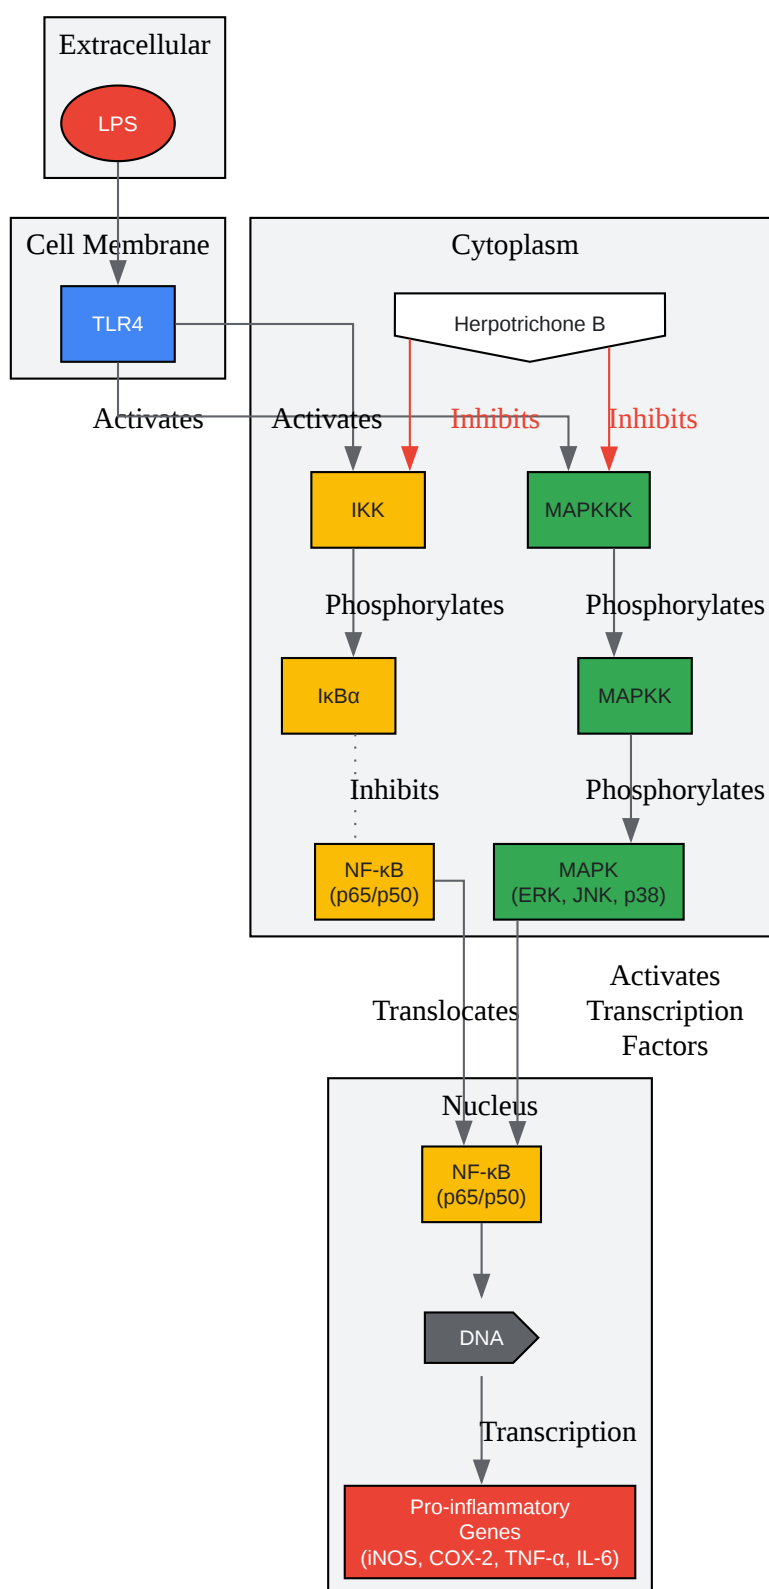 Extracellular
LPS
Cell Membrane
Cytoplasm
TLR4
Herpotrichone B
Activates
Activates
Inhibits
Inhibits
IKK
MAPKKK
Phosphorylates
Phosphorylates
IκBα
MAPKK
Inhibits
Phosphorylates
NF-κB
(p65/p50)
MAPK
(ERK, JNK, p38)
Translocates
Activates
Transcription
Factors
Nucleus
NF-κB
(p65/p50)
DNA
Transcription
Pro-inflammatory
Genes
(iNOS, COX-2, TNF-α, IL-6)